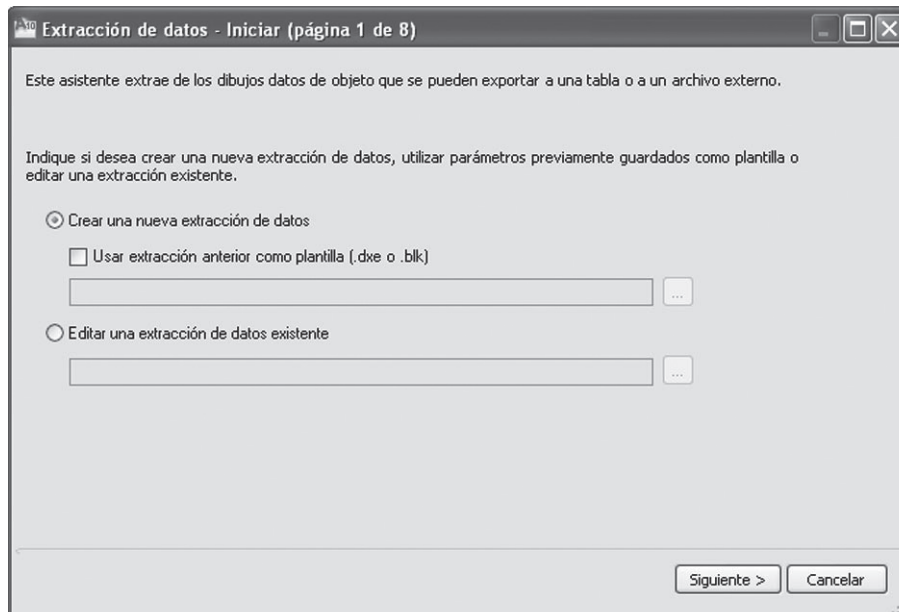 Extracción de datos - Iniciar (página 1 de 8)
Este asistente extrae de los dibujos datos de objeto que se pueden exportar a una tabla o a un archivo externo.
Indique si desea crear una nueva extracción de datos, utilizar parámetros previamente guardados como plantilla o
editar una extracción existente.
Crear una nueva extracción de datos
Usar extracción anterior como plantilla (.dxe o .blk)
...
Editar una extracción de datos existente
...
Siguiente > Cancelar